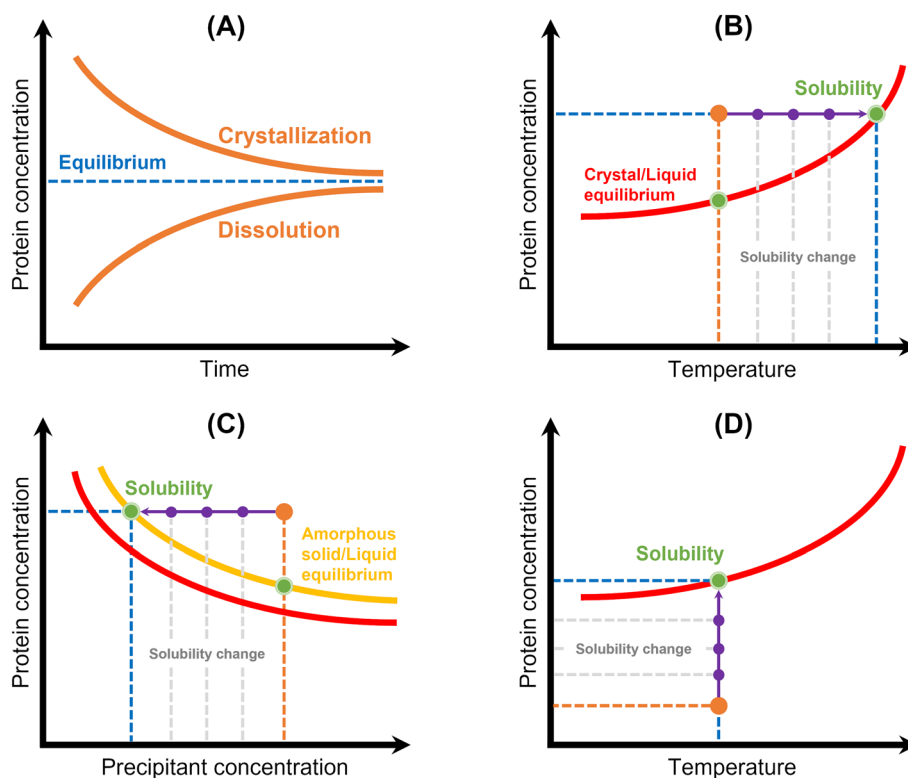 (A)
Protein concentration
Crystallization
Equilibrium
Dissolution
Time
(B)
Protein concentration
Solubility
Crystal/Liquid
equilibrium
Solubility change
Temperature
(C)
Protein concentration
Solubility
Amorphous
solid/Liquid
equilibrium
Solubility change
Precipitant concentration
(D)
Protein concentration
Solubility
Solubility change
Temperature